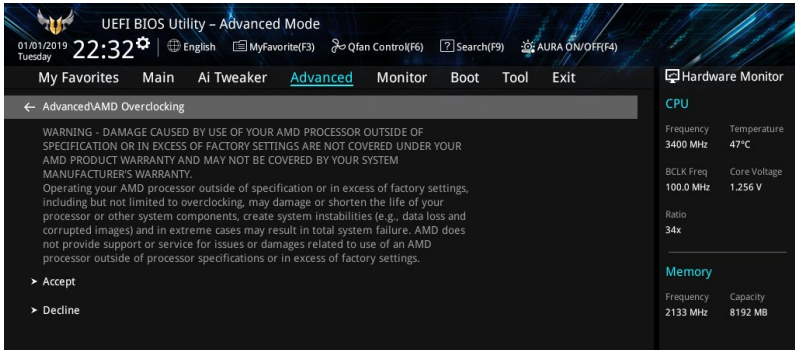 UEFI BIOS Utility – Advanced Mode
01/01/2019 Tuesday 22:32 English MyFavorite(F3) Qfan Control(F6) ? Search(F9) AURA ON/OFF(F4)
My Favorites Main Ai Tweaker Advanced Monitor Boot Tool Exit
← Advanced\AMD Overclocking
WARNING - DAMAGE CAUSED BY USE OF YOUR AMD PROCESSOR OUTSIDE OF
SPECIFICATION OR IN EXCESS OF FACTORY SETTINGS ARE NOT COVERED UNDER YOUR
AMD PRODUCT WARRANTY AND MAY NOT BE COVERED BY YOUR SYSTEM
MANUFACTURER'S WARRANTY.
Operating your AMD processor outside of specification or in excess of factory settings,
including but not limited to overclocking, may damage or shorten the life of your
processor or other system components, create system instabilities (e.g., data loss and
corrupted images) and in extreme cases may result in total system failure. AMD does
not provide support or service for issues or damages related to use of an AMD
processor outside of processor specifications or in excess of factory settings.
➤ Accept
➤ Decline
Hardware Monitor
CPU
Frequency Temperature
3400 MHz 47°C
BCLK Freq Core Voltage
100.0 MHz 1.256 V
Ratio
34x
Memory
Frequency Capacity
2133 MHz 8192 MB